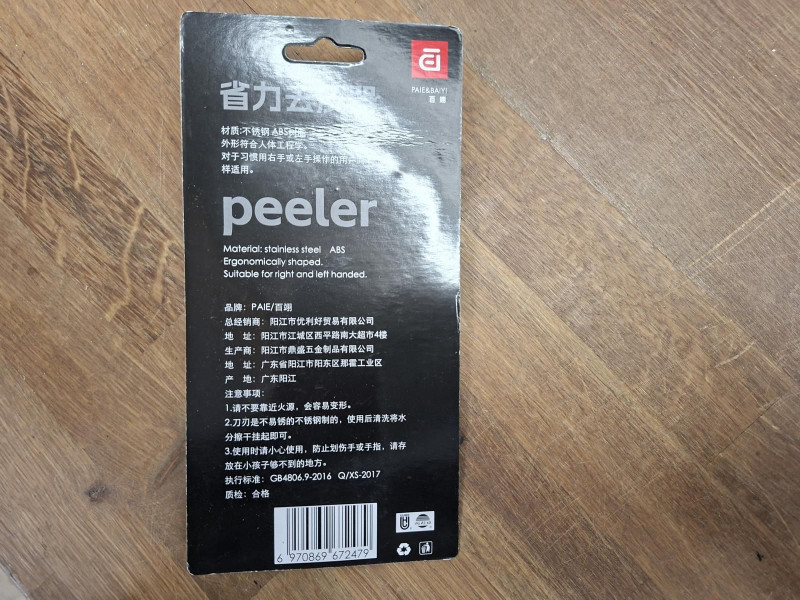 PAIE&BAIYI
百翊
省力去
材质:不锈钢 ABS
外形符合人体工程学。
对于习惯用右手或左手操作的用户
样适用。
peeler
Material: stainless steel ABS
Ergonomically shaped.
Suitable for right and left handed.
品牌：PAIE/百翊
总经销商：阳江市优利好贸易有限公司
地 址：阳江市江城区西平路南大超市4楼
生产商：阳江市鼎盛五金制品有限公司
地 址：广东省阳江市阳东区那霍工业区
产 地：广东阳江
注意事项：
1.请不要靠近火源，会容易变形。
2.刀刃是不易锈的不锈钢制的，使用后清洗将水
分擦干挂起即可。
3.使用时请小心使用，防止划伤手或手指，请存
放在小孩子够不到的地方。
执行标准：GB4806.9-2016 Q/XS-2017
质检：合格
6 970869 672479